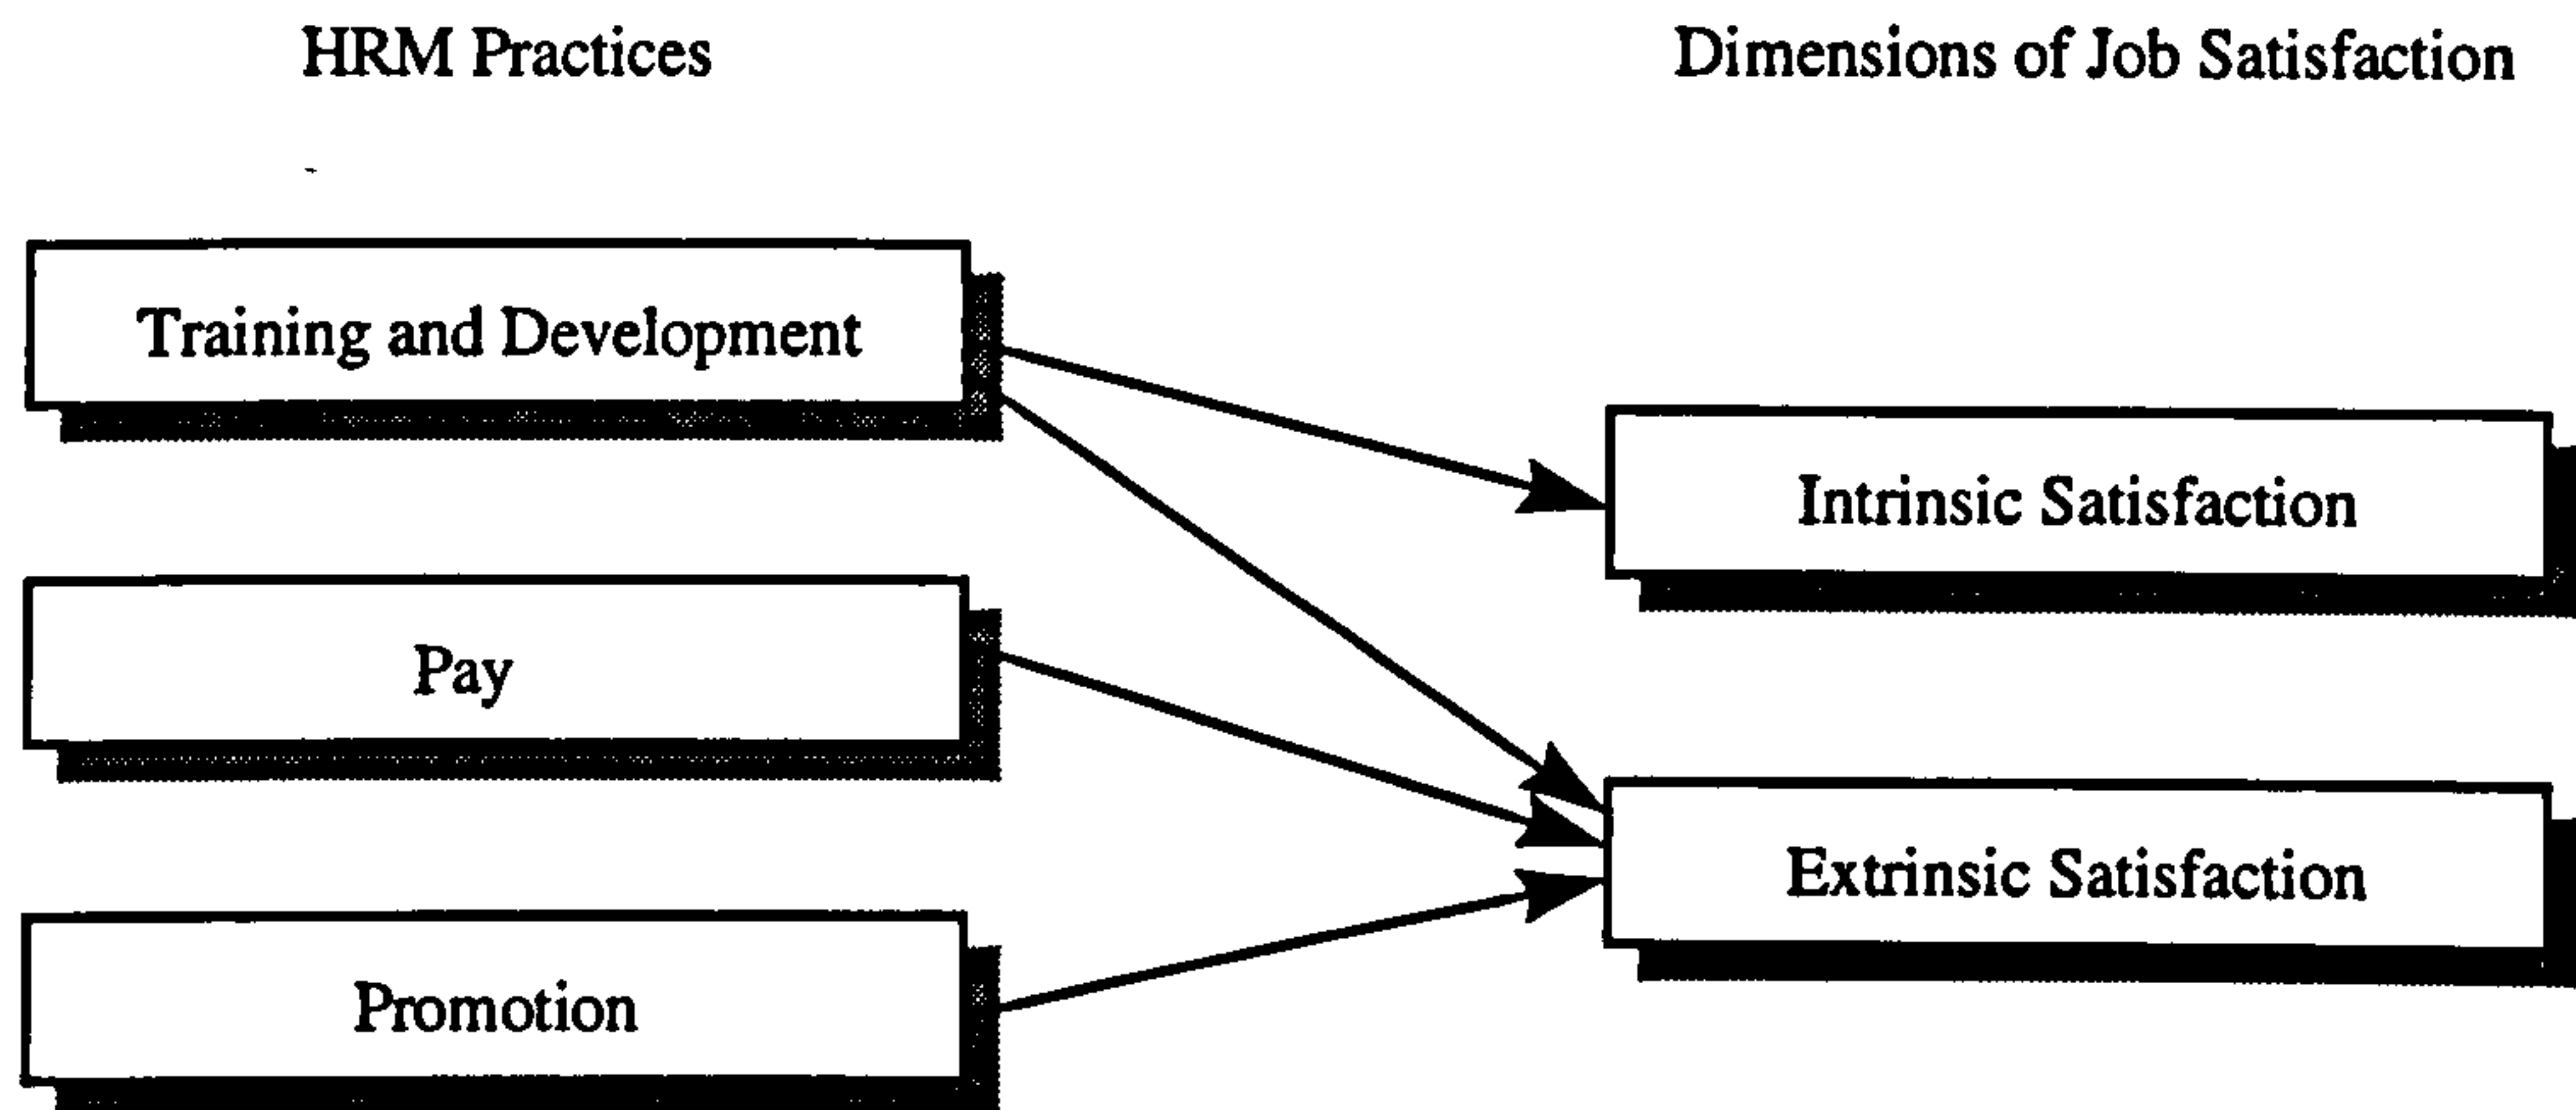 HRM Practices
Dimensions of Job Satisfaction
Training and Development
Intrinsic Satisfaction
Pay
Extrinsic Satisfaction
Promotion